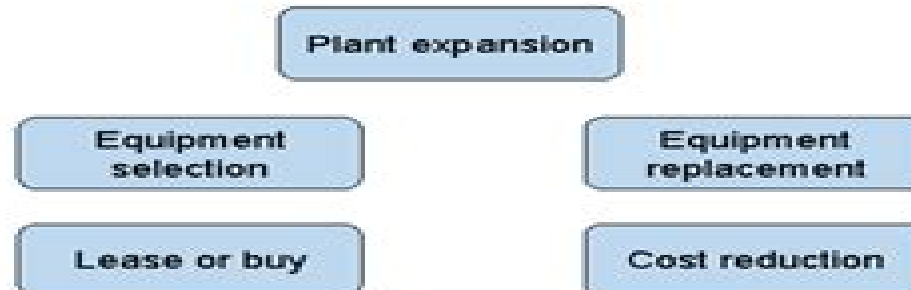 Plant expansion
Equipment
selection
Equipment
replacement
Lease or buy
Cost reduction